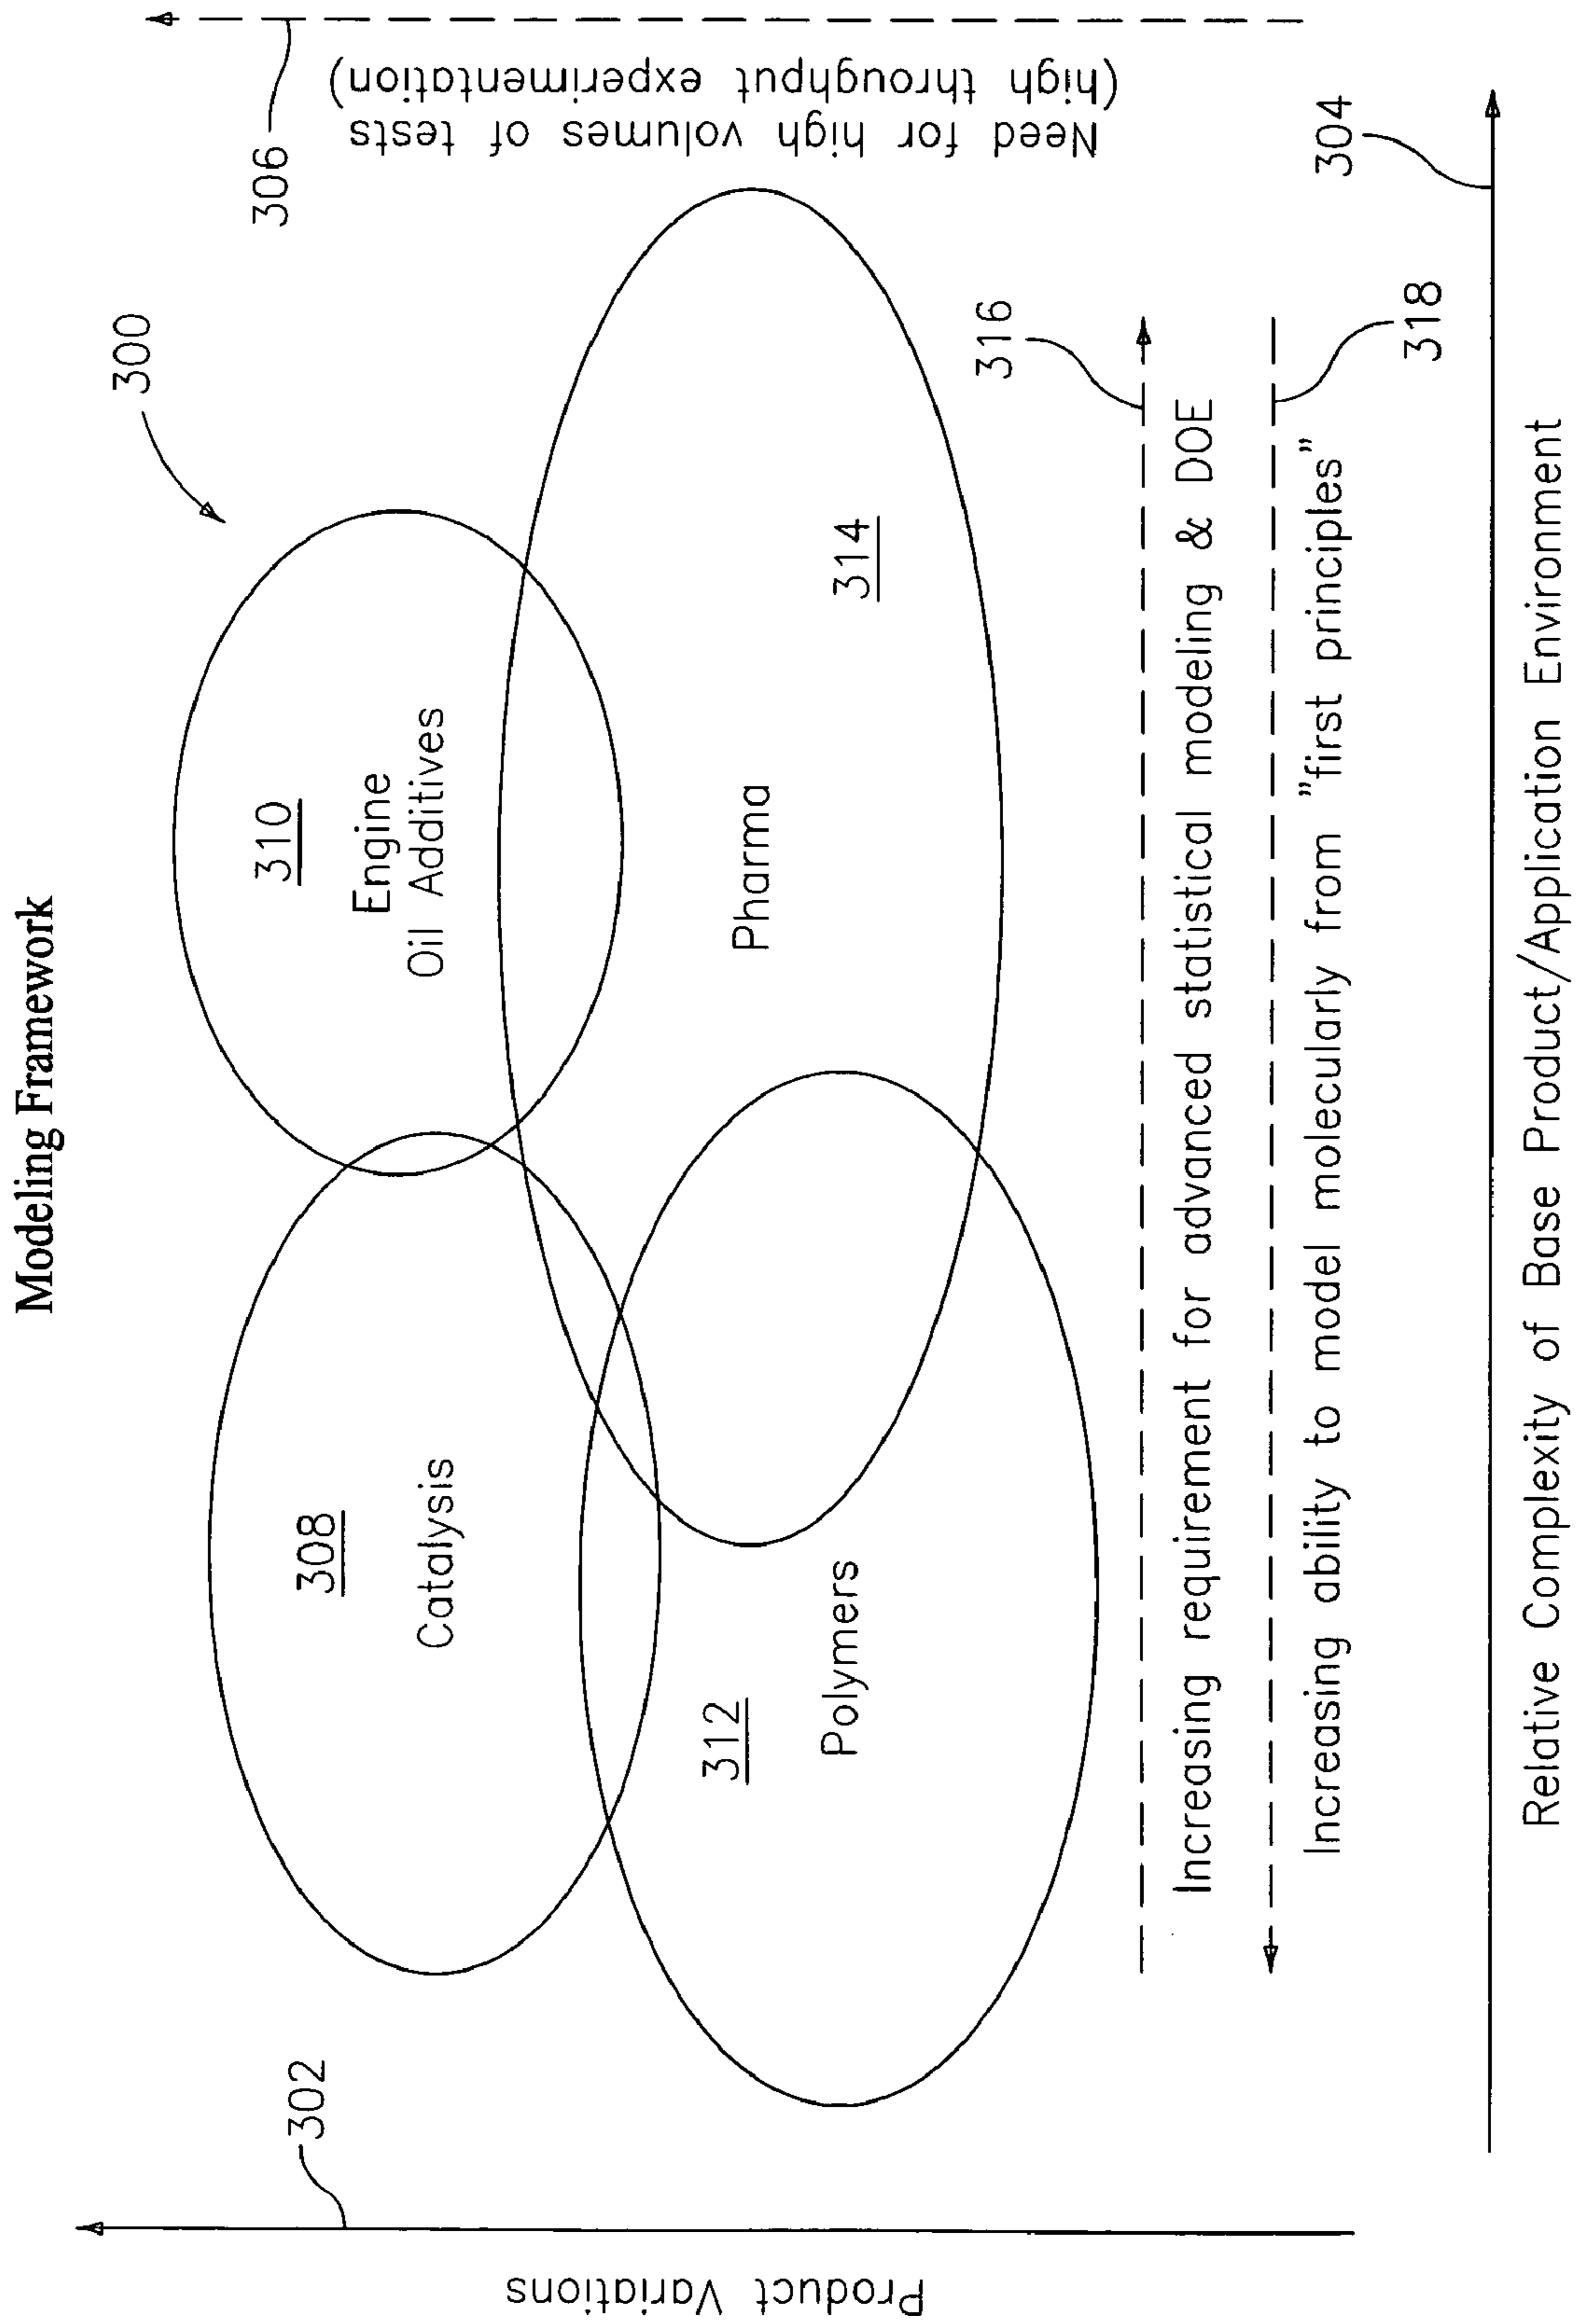 Modeling Framework
300
302
306
310
Engine
Oil Additives
308
Catalysis
314
Pharma
312
Polymers
Product Variations
Need for high volumes of tests
(high throughput experimentation)
316
Increasing requirement for advanced statistical modeling & DOE
318
Increasing ability to model molecularly from "first principles"
304
Relative Complexity of Base Product/Application Environment